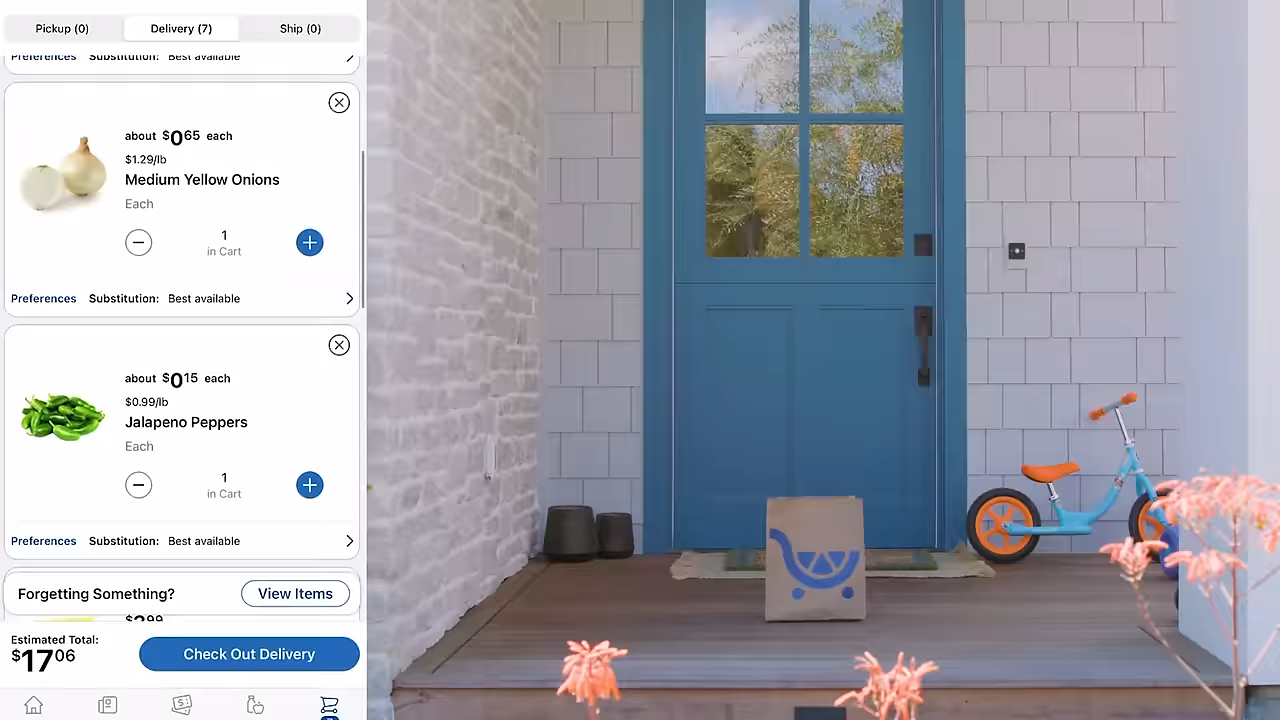 Pickup (0) Delivery (7) Ship (0)
Preferences Substitution: Best available
about $0 65 each
$1.29/lb
Medium Yellow Onions
Each
1
in Cart
Preferences Substitution: Best available
about $0 15 each
$0.99/lb
Jalapeno Peppers
Each
1
in Cart
Preferences Substitution: Best available
Forgetting Something? View Items
$2 99
Estimated Total:
$17 06
Check Out Delivery